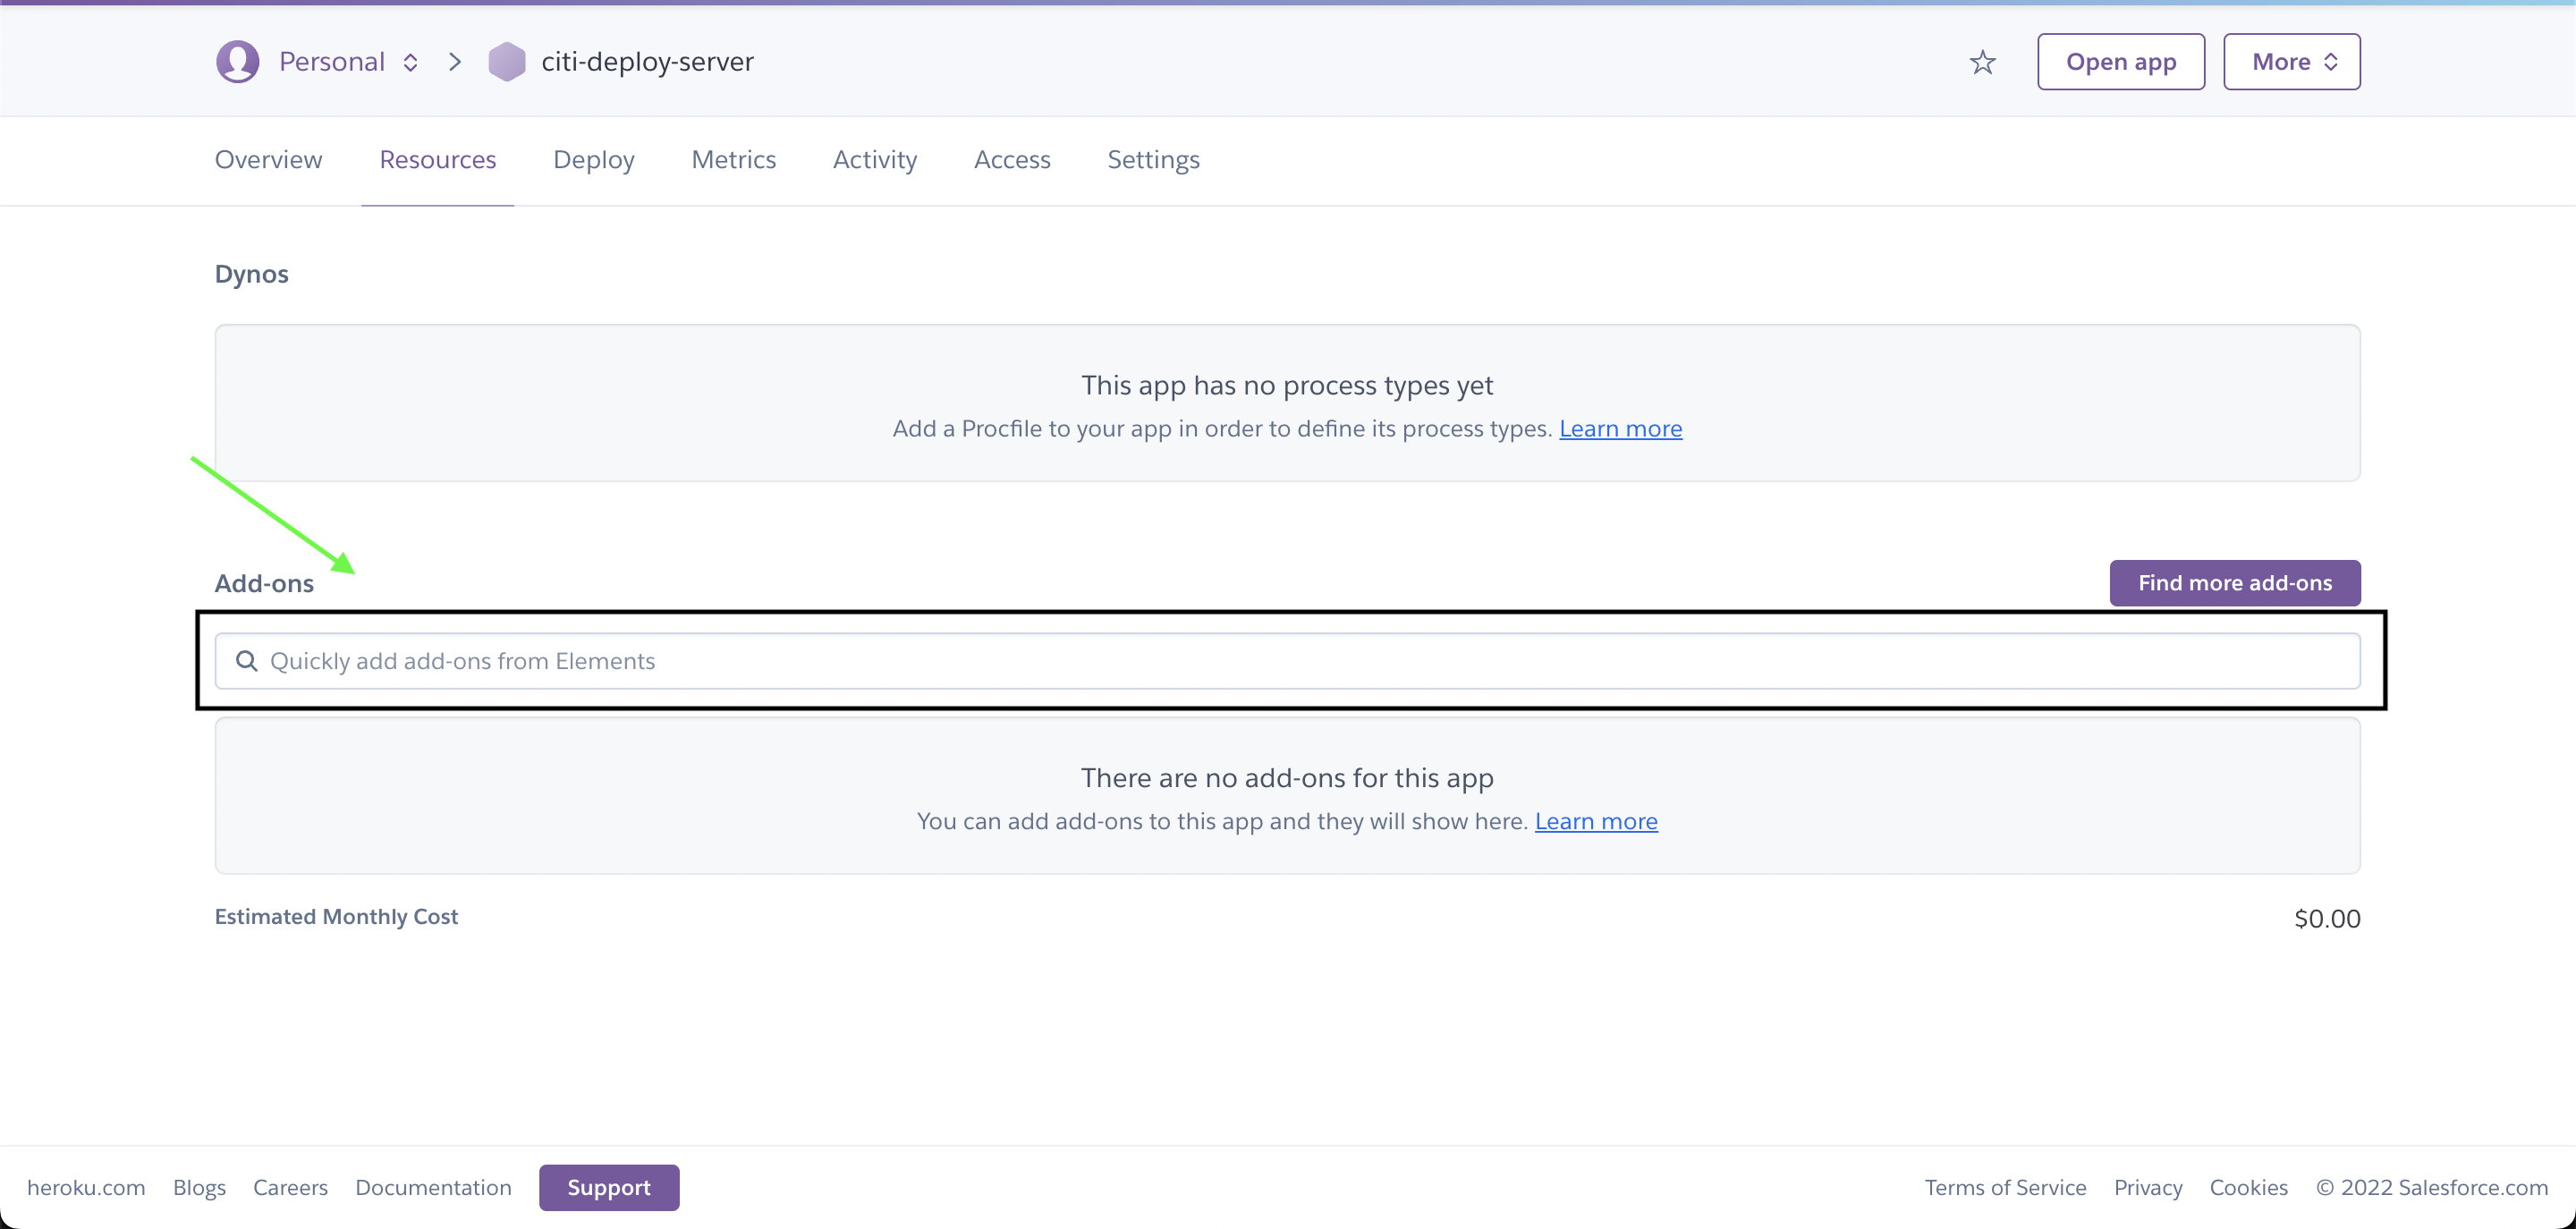 Personal > citi-deploy-server Open app More
Overview Resources Deploy Metrics Activity Access Settings
Dynos
This app has no process types yet
Add a Procfile to your app in order to define its process types. Learn more
Add-ons Find more add-ons
Quickly add add-ons from Elements
There are no add-ons for this app
You can add add-ons to this app and they will show here. Learn more
Estimated Monthly Cost $0.00
heroku.com Blogs Careers Documentation Support Terms of Service Privacy Cookies © 2022 Salesforce.com